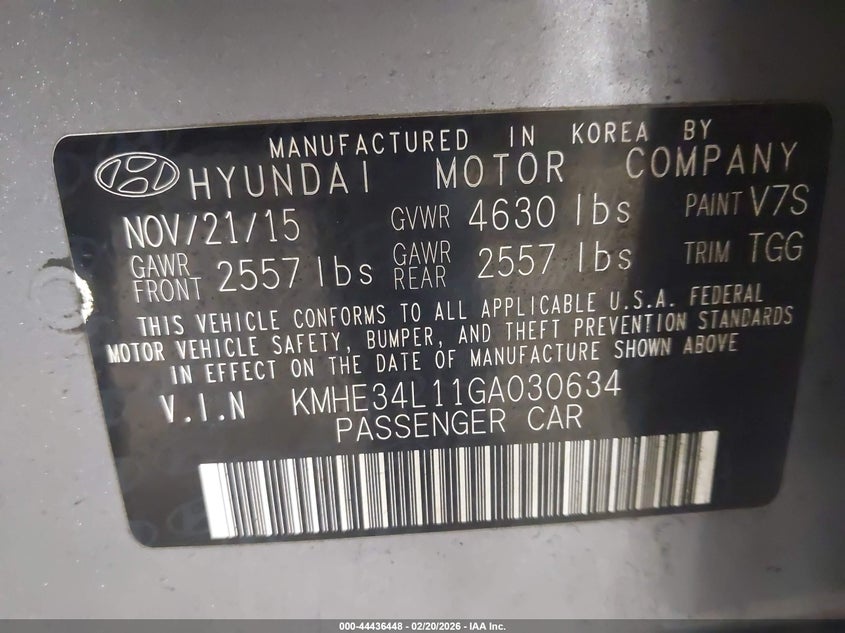 MANUFACTURED IN KOREA BY
HYUNDAI MOTOR COMPANY
NOV/21/15 GVWR 4630 lbs PAINT V7S
GAWR FRONT 2557 lbs GAWR REAR 2557 lbs TRIM TGG
THIS VEHICLE CONFORMS TO ALL APPLICABLE U.S.A. FEDERAL
MOTOR VEHICLE SAFETY, BUMPER, AND THEFT PREVENTION STANDARDS
IN EFFECT ON THE DATE OF MANUFACTURE SHOWN ABOVE
V.I.N KMHE34L11GA030634
PASSENGER CAR
000-44436448 - 02/20/2026 - IAA Inc.